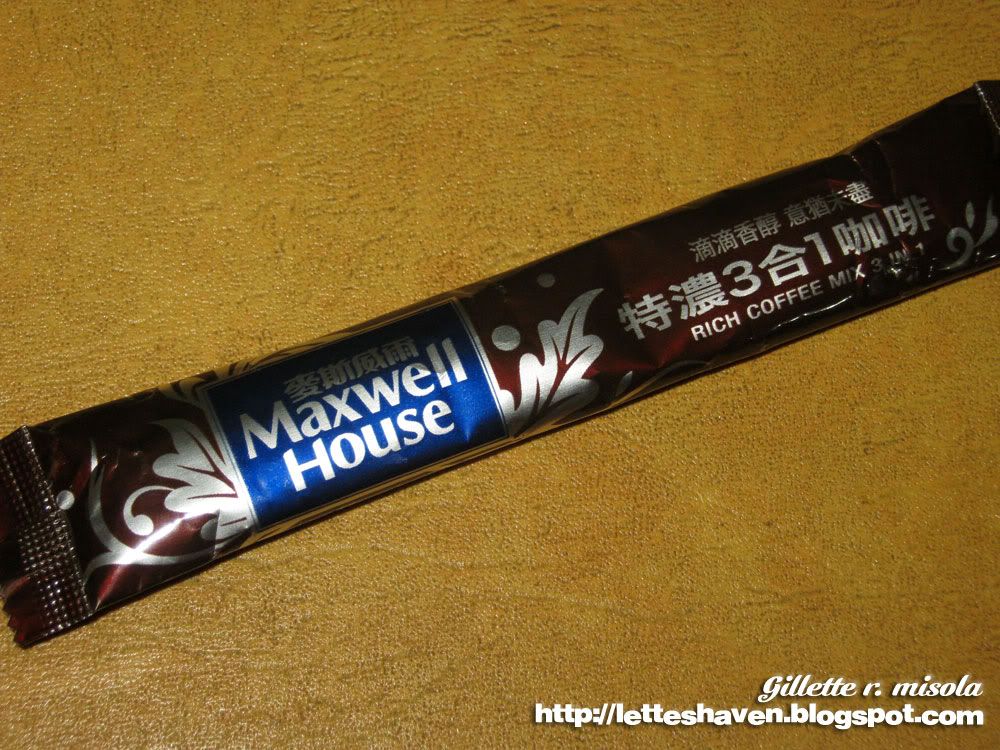 麥斯威爾
Maxwell
House
滴滴香醇 意猶未盡
特濃3合1咖啡
RICH COFFEE MIX 3 IN 1
Gillette r. misola
http://letteshaven.blogspot.com